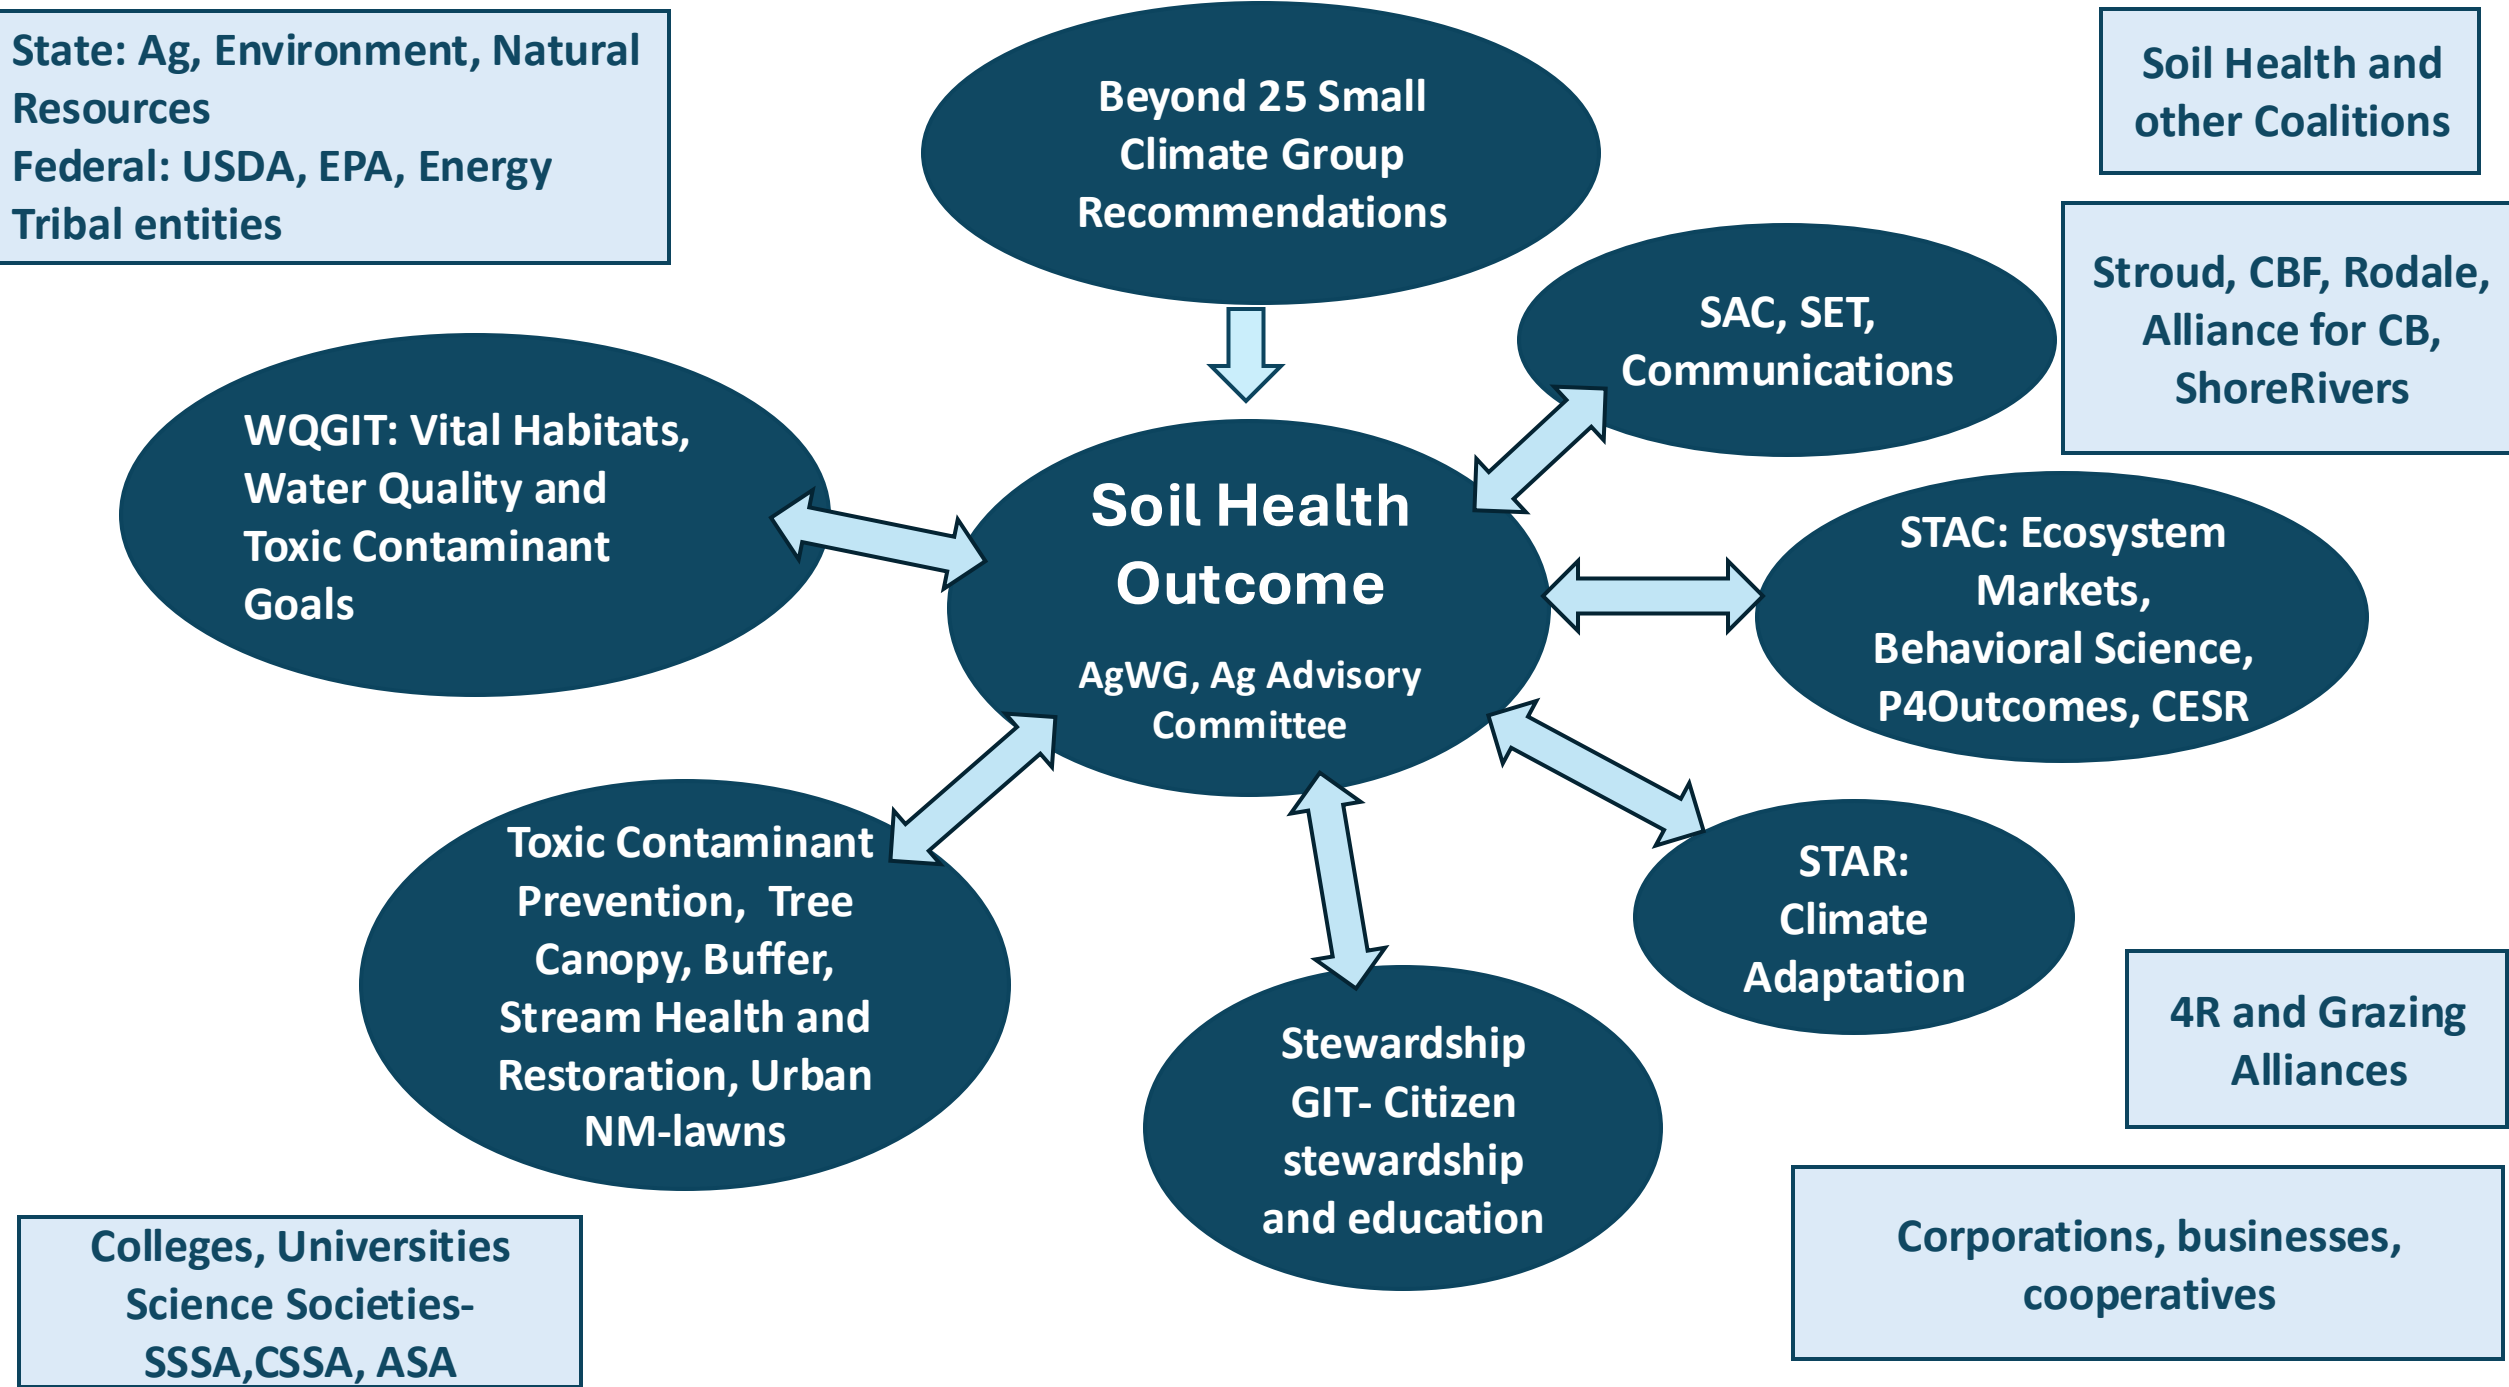 State: Ag, Environment, Natural
Resources
Federal: USDA, EPA, Energy
Tribal entities
Beyond 25 Small
Climate Group
Recommendations
Soil Health and
other Coalitions
Stroud, CBF, Rodale,
Alliance for CB,
ShoreRivers
SAC, SET,
Communications
WQGIT: Vital Habitats,
Water Quality and
Toxic Contaminant
Goals
Soil Health
Outcome
AgWG, Ag Advisory
Committee
STAC: Ecosystem
Markets,
Behavioral Science,
P4Outcomes, CESR
Toxic Contaminant
Prevention,  Tree
Canopy, Buffer,
Stream Health and
Restoration, Urban
NM-lawns
STAR:
Climate
Adaptation
Stewardship
GIT- Citizen
stewardship
and education
4R and Grazing
Alliances
Corporations, businesses,
cooperatives
Colleges, Universities
Science Societies-
SSSA,CSSA, ASA